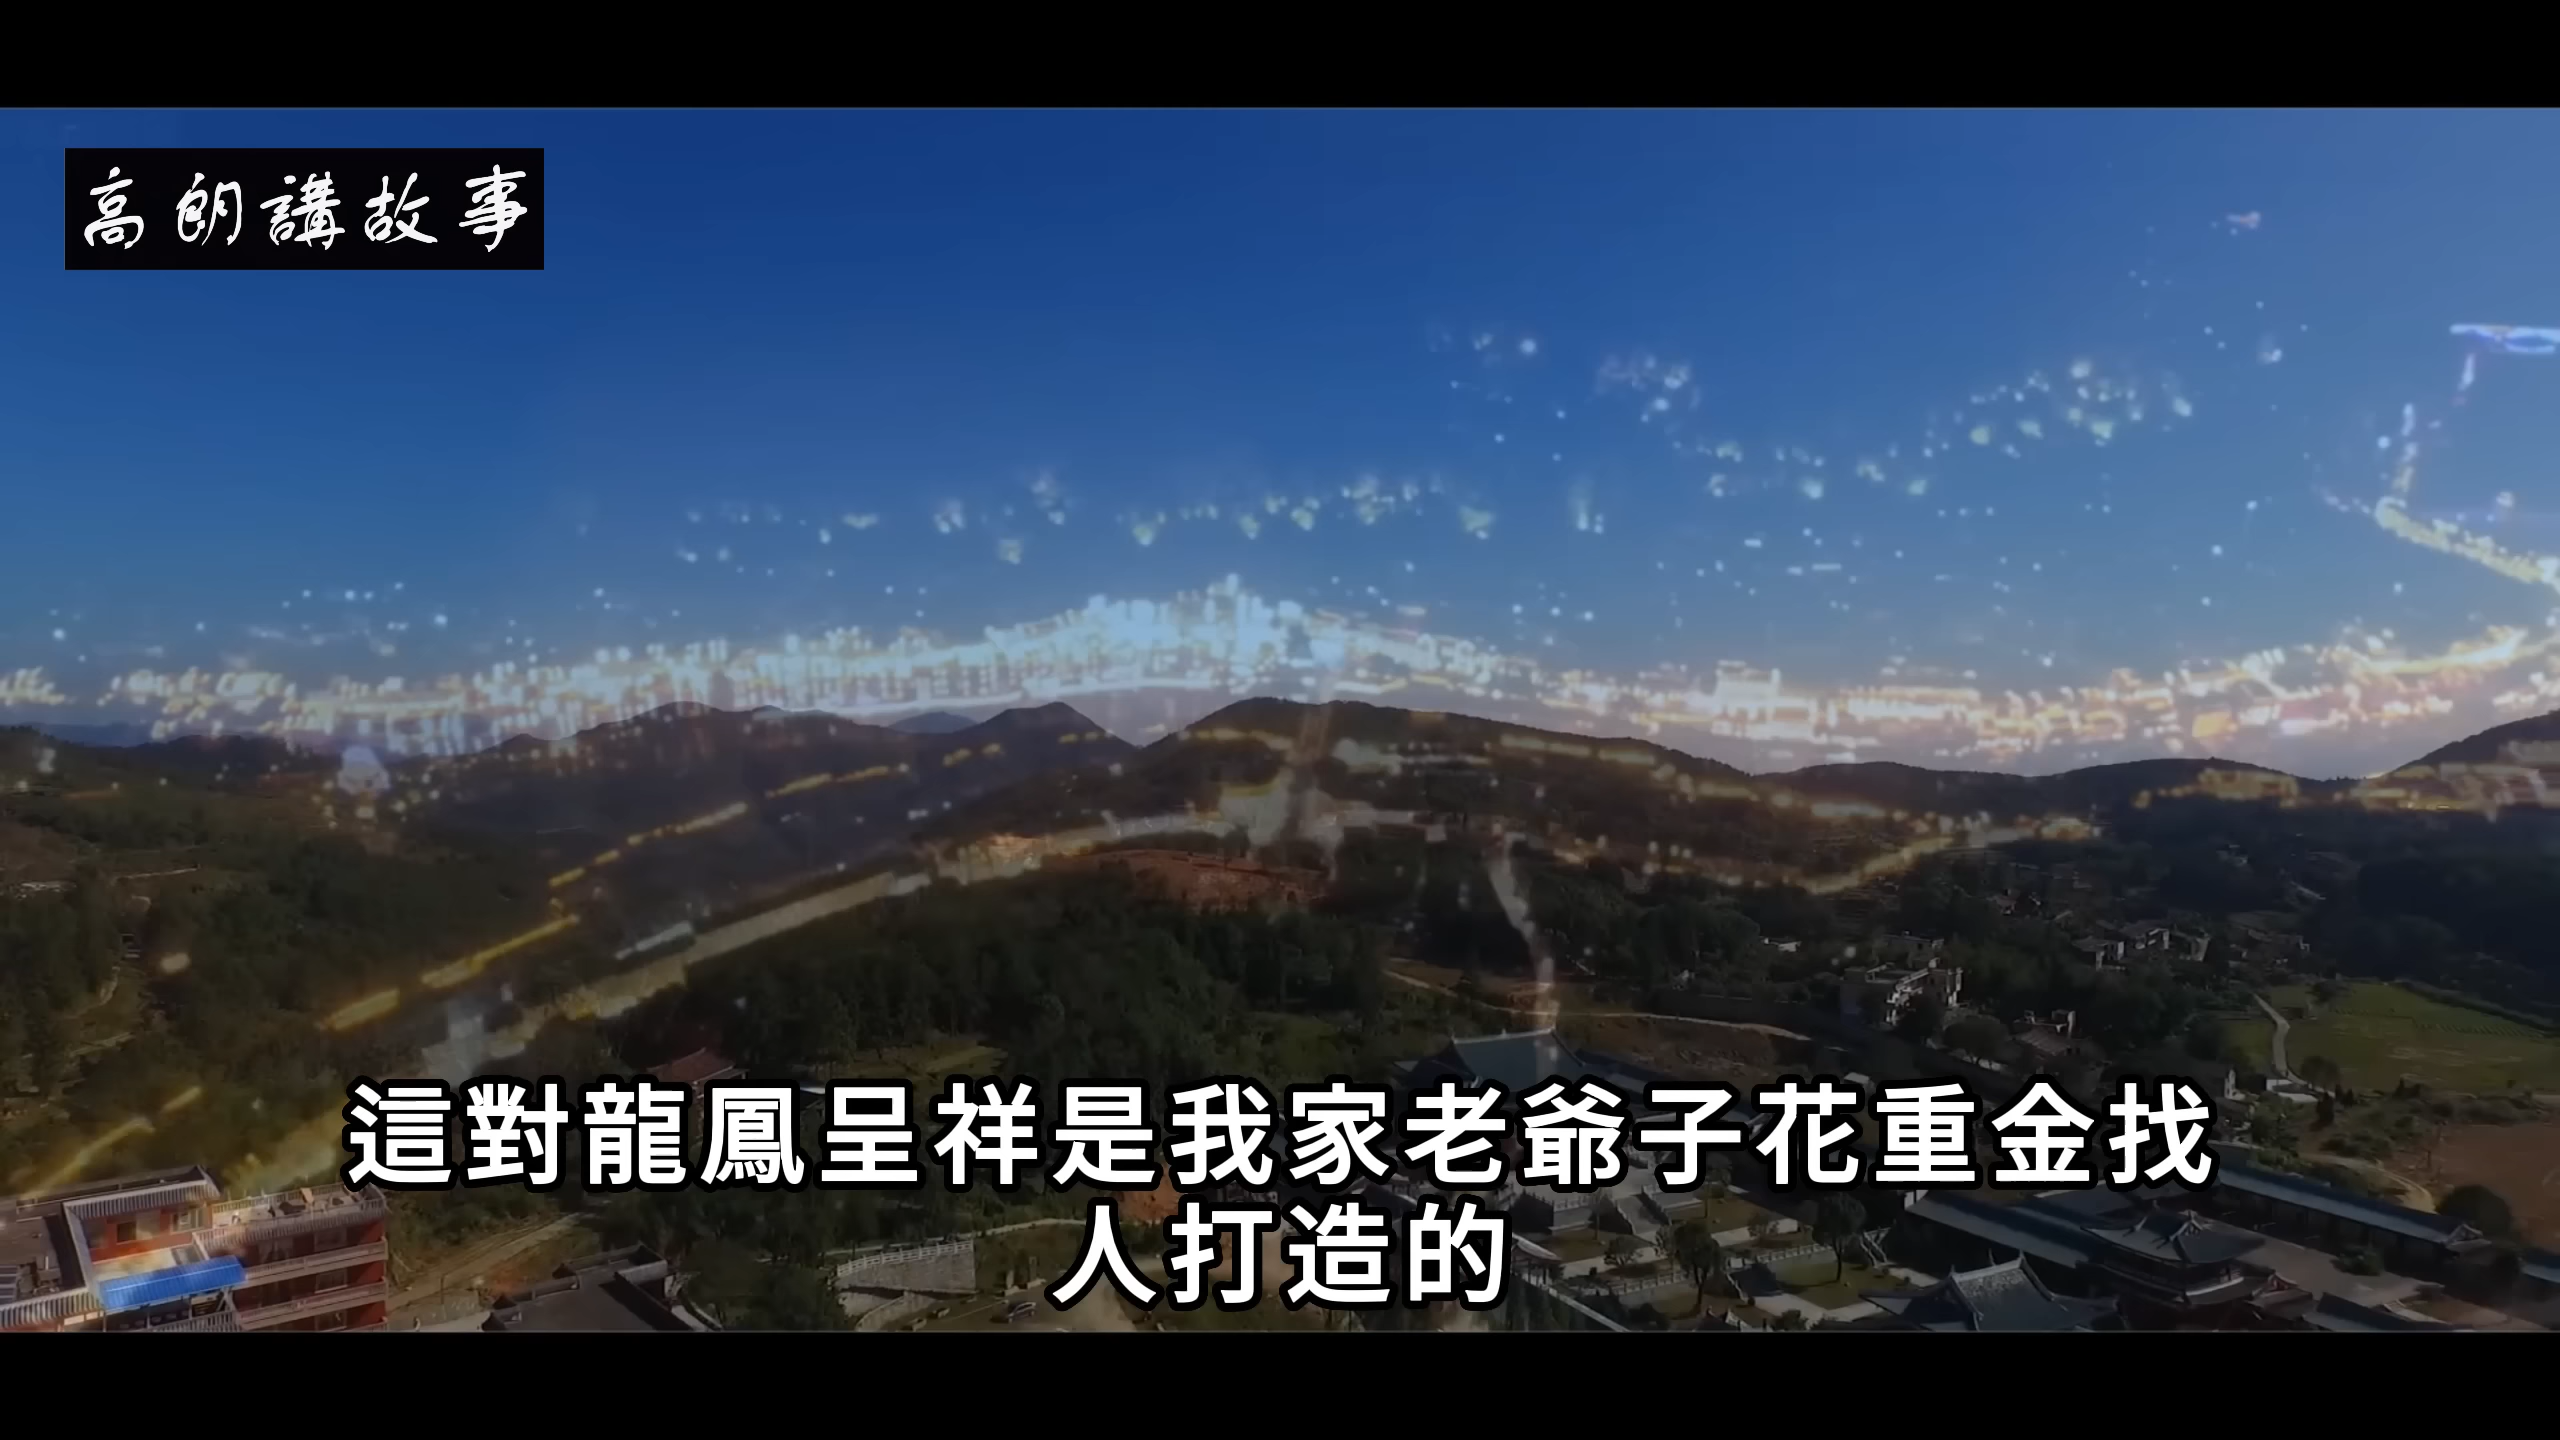 高朗講故事
這對龍鳳呈祥是我家老爺子花重金找
人打造的